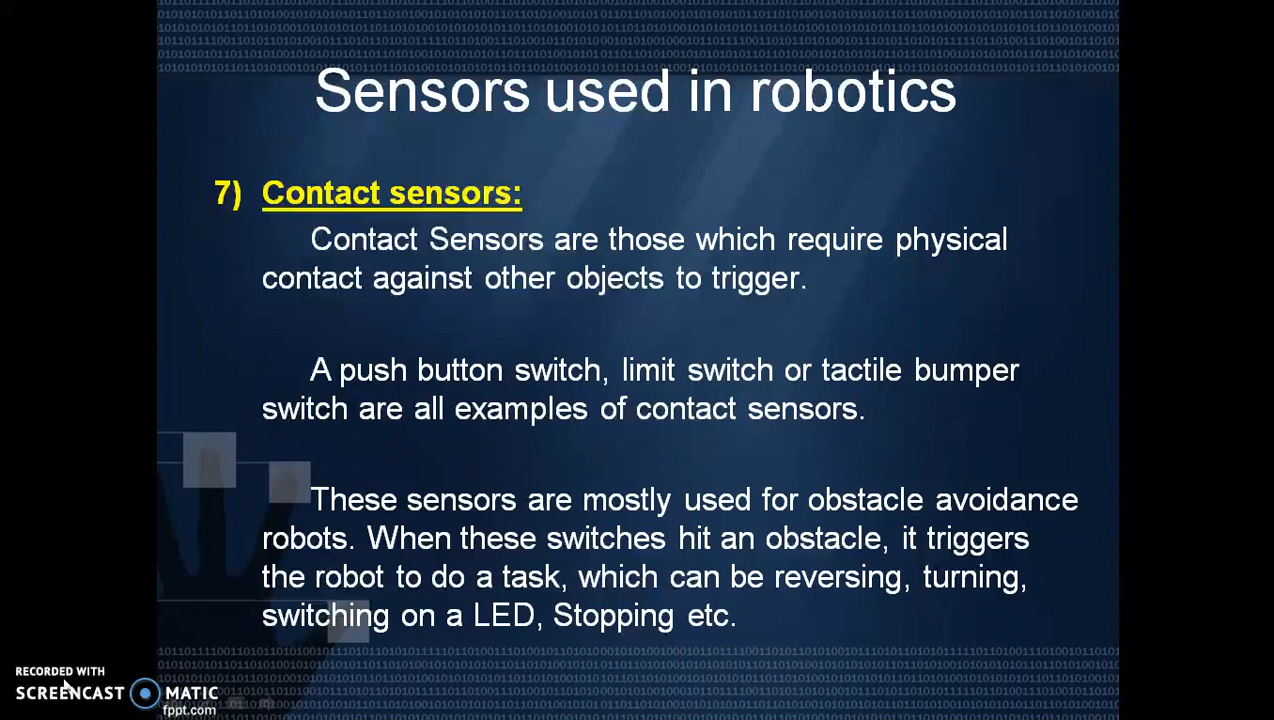 Sensors used in robotics
7) Contact sensors:
Contact Sensors are those which require physical
contact against other objects to trigger.
A push button switch, limit switch or tactile bumper
switch are all examples of contact sensors.
These sensors are mostly used for obstacle avoidance
robots. When these switches hit an obstacle, it triggers
the robot to do a task, which can be reversing, turning,
switching on a LED, Stopping etc.
RECORDED WITH
SCREENCAST MATIC
fppt.com